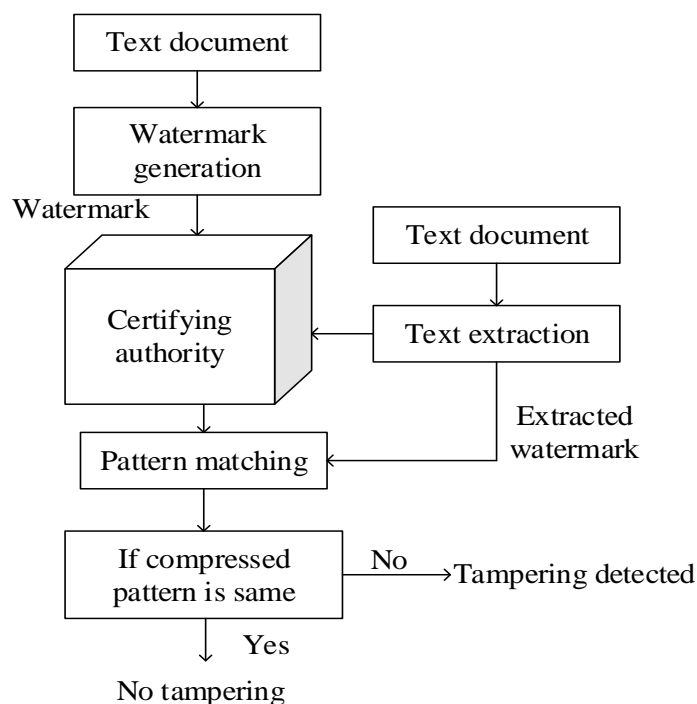 Text document
Watermark
generation
Watermark
Text document
Certifying
authority
Text extraction
Extracted
watermark
Pattern matching
If compressed
pattern is same
No
Tampering detected
Yes
No tampering